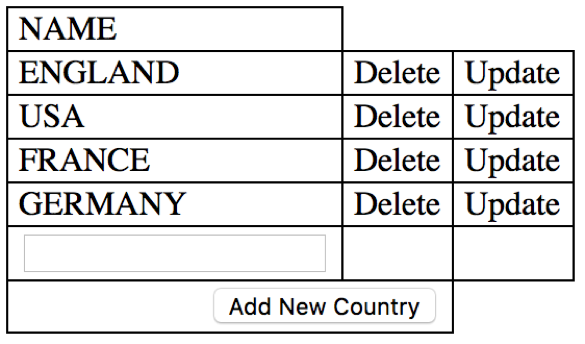 NAME
ENGLAND Delete Update
USA Delete Update
FRANCE Delete Update
GERMANY Delete Update
Add New Country